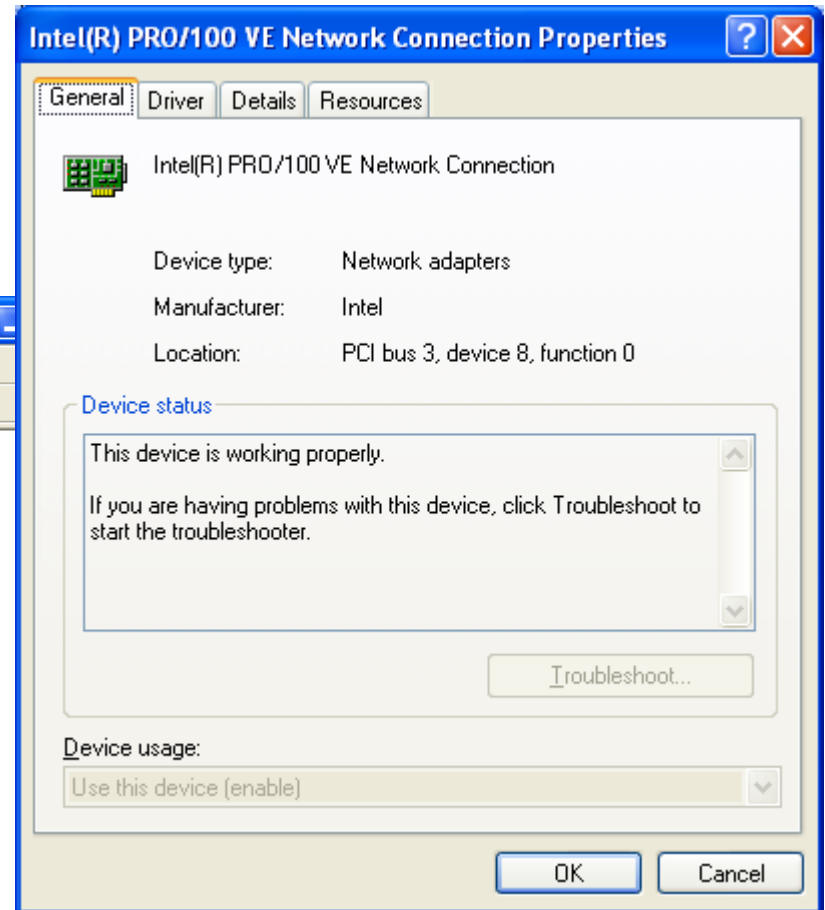 Intel(R) PRO/100 VE Network Connection Properties
General Driver Details Resources
Intel(R) PRO/100 VE Network Connection
Device type: Network adapters
Manufacturer: Intel
Location: PCI bus 3, device 8, function 0
Device status
This device is working properly.
If you are having problems with this device, click Troubleshoot to
start the troubleshooter.
Troubleshoot...
Device usage:
Use this device (enable)
OK Cancel